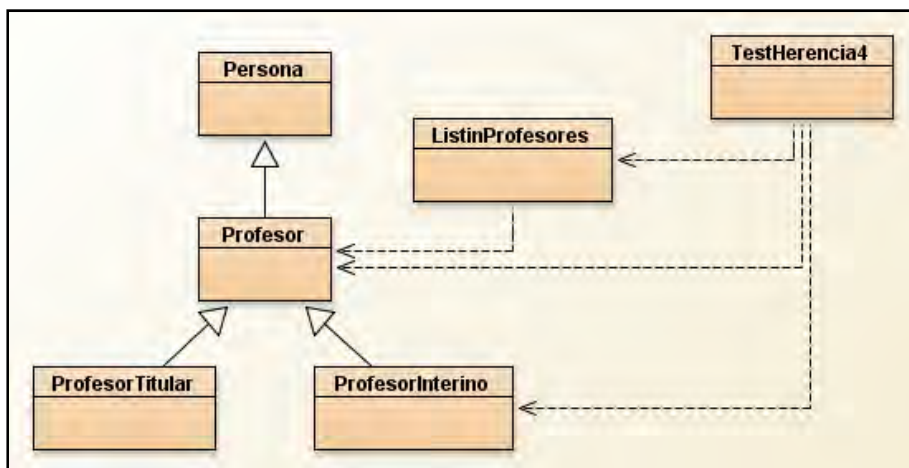 Persona
TestHerencia4
ListinProfesores
Profesor
ProfesorTitular
ProfesorInterino